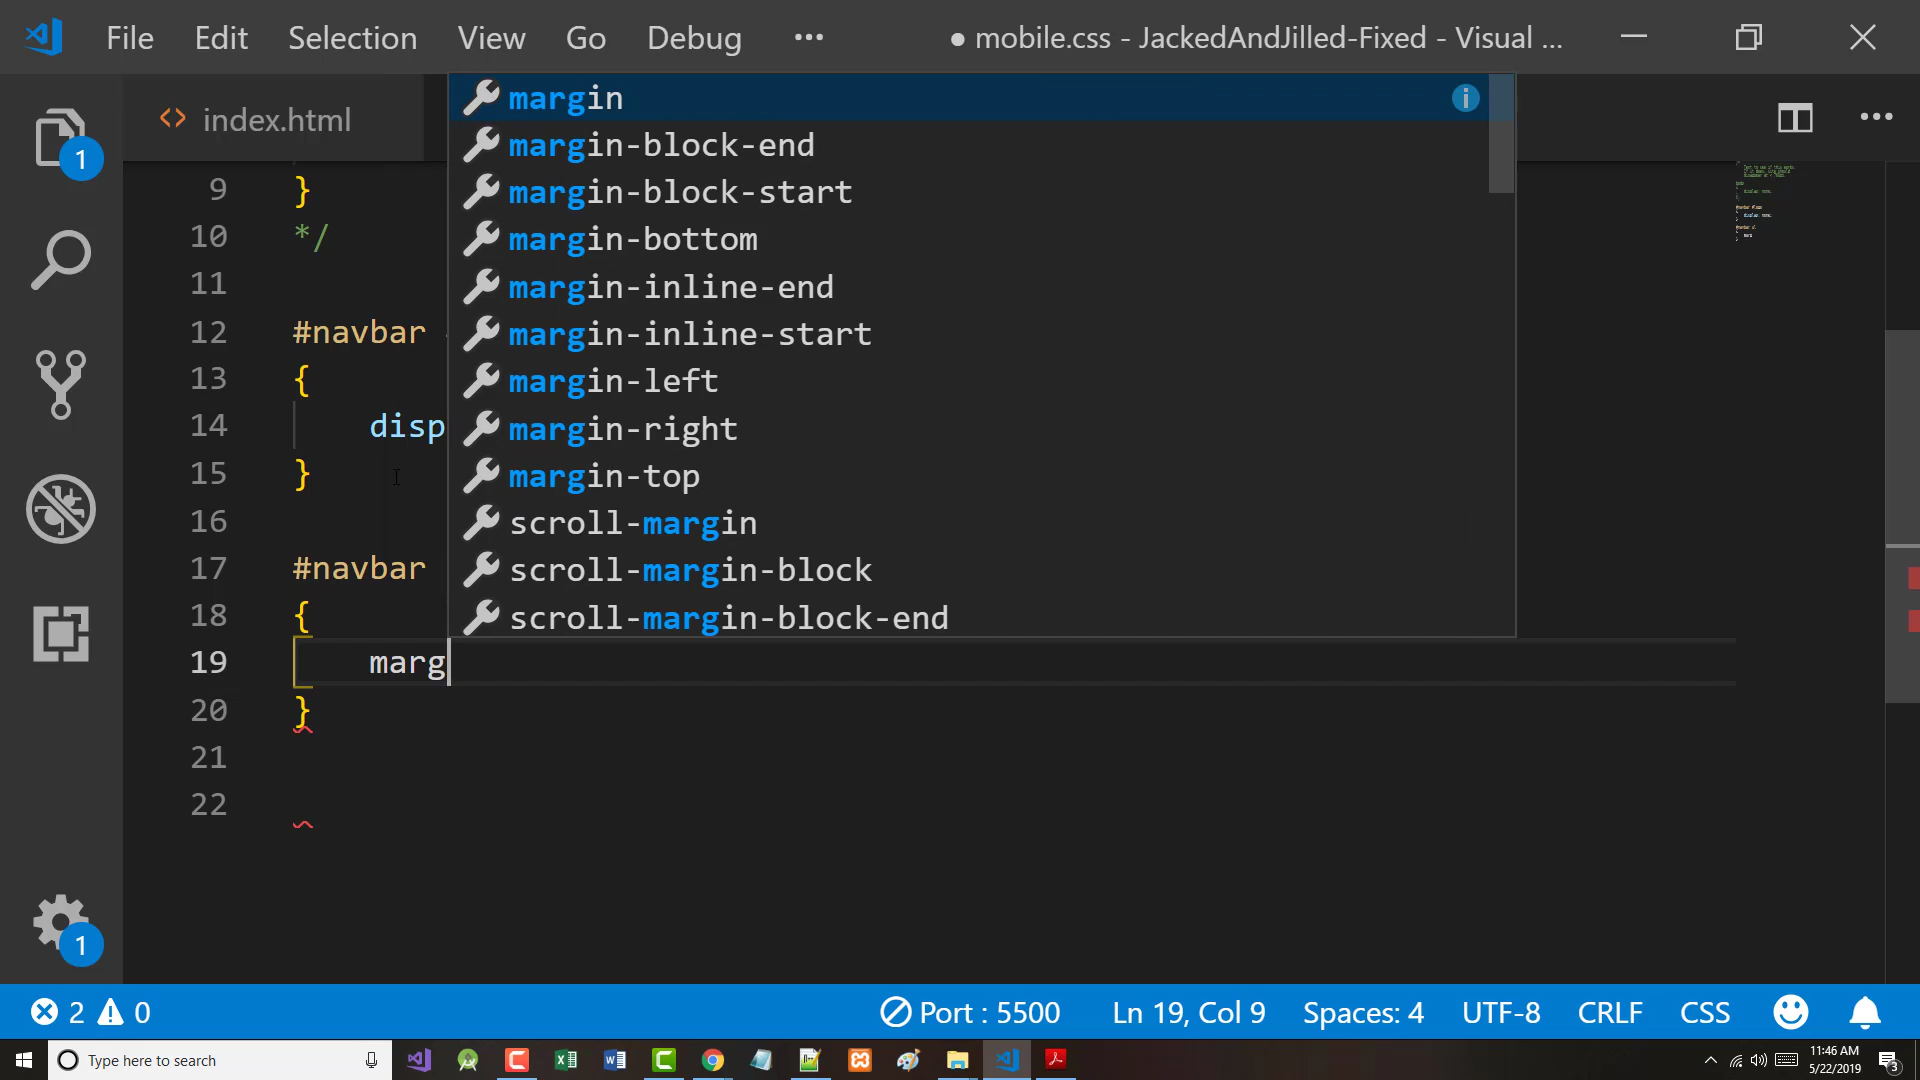 File Edit Selection View Go Debug ••• ● mobile.css - JackedAndJilled-Fixed - Visual ...
index.html
margin
margin-block-end
margin-block-start
margin-bottom
margin-inline-end
margin-inline-start
margin-left
margin-right
margin-top
scroll-margin
scroll-margin-block
scroll-margin-block-end
1
9 }
10 */
11
12 #navbar
13 {
14 disp
15 }
16
17 #navbar
18 {
19 marg
20 }
21
22
1
2 0 Port : 5500 Ln 19, Col 9 Spaces: 4 UTF-8 CRLF CSS
Type here to search
11:46 AM
5/22/2019
3